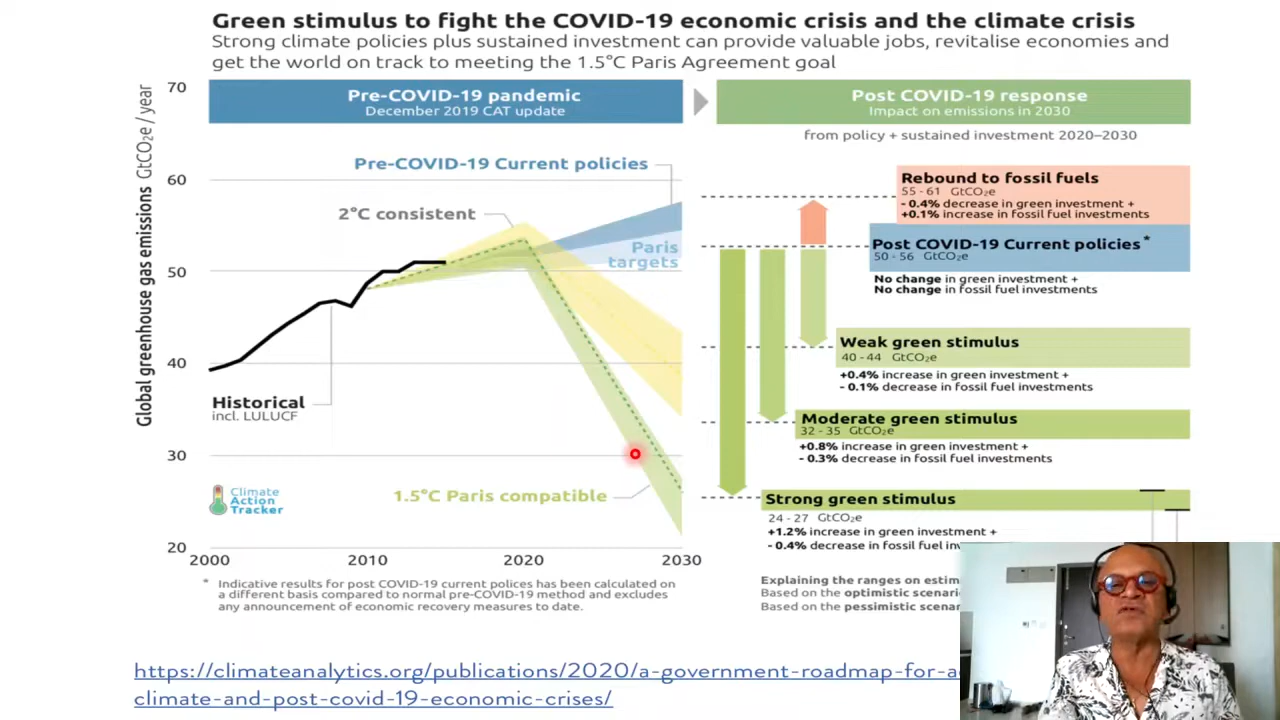 Green stimulus to fight the COVID-19 economic crisis and the climate crisis
Strong climate policies plus sustained investment can provide valuable jobs, revitalise economies and
get the world on track to meeting the 1.5°C Paris Agreement goal
Global greenhouse gas emissions GtCO₂e / year
70
60
50
40
30
20
2000
2010
2020
2030
Pre-COVID-19 pandemic
December 2019 CAT update
Pre-COVID-19 Current policies
2°C consistent
Paris
targets
Historical
incl. LULUCF
1.5°C Paris compatible
Climate
Action
Tracker
* Indicative results for post COVID-19 current polices has been calculated on
a different basis compared to normal pre-COVID-19 method and excludes
any announcement of economic recovery measures to date.
Post COVID-19 response
Impact on emissions in 2030
from policy + sustained investment 2020–2030
Rebound to fossil fuels
55 - 61 GtCO₂e
- 0.4% decrease in green investment +
+0.1% increase in fossil fuel investments
Post COVID-19 Current policies*
50 - 56 GtCO₂e
No change in green investment +
No change in fossil fuel investments
Weak green stimulus
40 - 44 GtCO₂e
+0.4% increase in green investment +
- 0.1% decrease in fossil fuel investments
Moderate green stimulus
32 - 35 GtCO₂e
+0.8% increase in green investment +
- 0.3% decrease in fossil fuel investments
Strong green stimulus
24 - 27 GtCO₂e
+1.2% increase in green investment +
- 0.4% decrease in fossil fuel
Explaining the ranges on
Based on the optimistic
Based on the pessimistic
https://climateanalytics.org/publications/2020/a-government-roadmap-for-a
climate-and-post-covid-19-economic-crises/